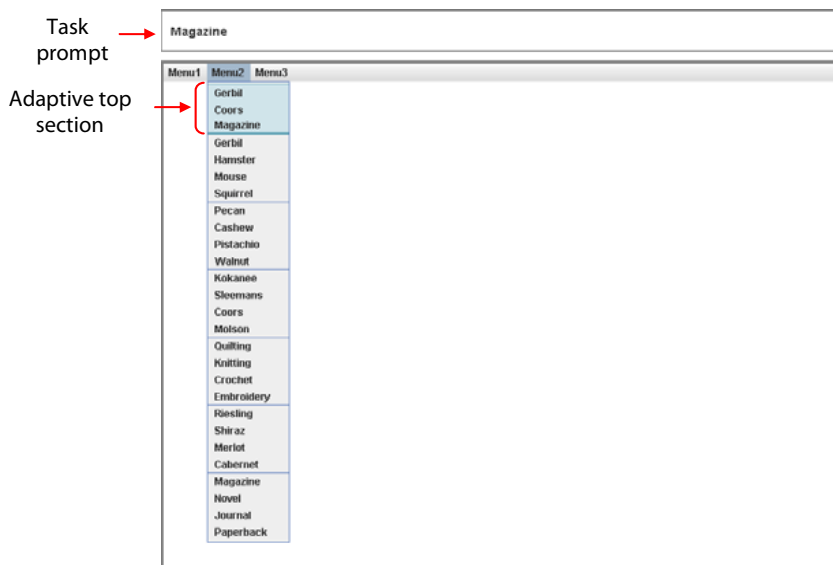 Task
prompt
Magazine
Menu1 Menu2 Menu3
Adaptive top
section
Gerbil
Coors
Magazine
Gerbil
Hamster
Mouse
Squirrel
Pecan
Cashew
Pistachio
Walnut
Kokanee
Sleemans
Coors
Molson
Quilting
Knitting
Crochet
Embroidery
Riesling
Shiraz
Merlot
Cabernet
Magazine
Novel
Journal
Paperback